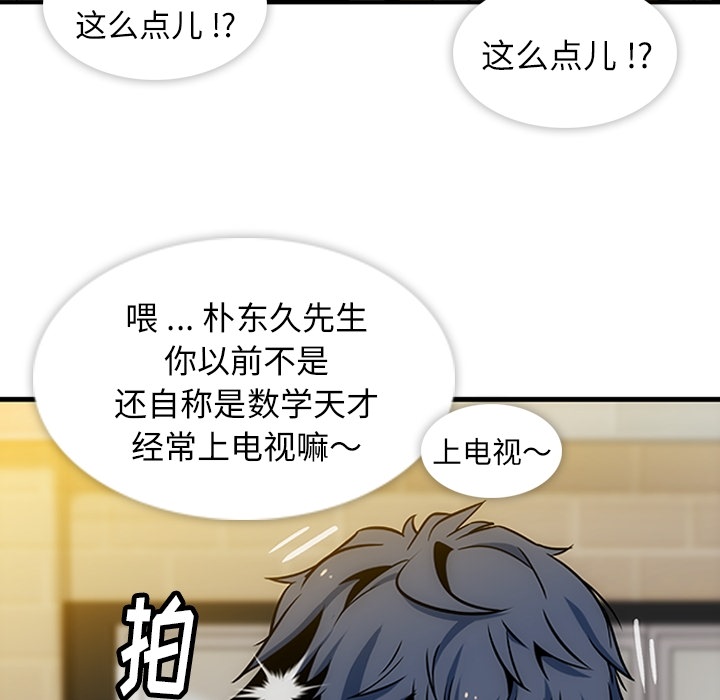 这么点儿!?
这么点儿!?
喂...朴东久先生
你以前不是
还自称是数学天才
经常上电视嘛～
上电视～
拍